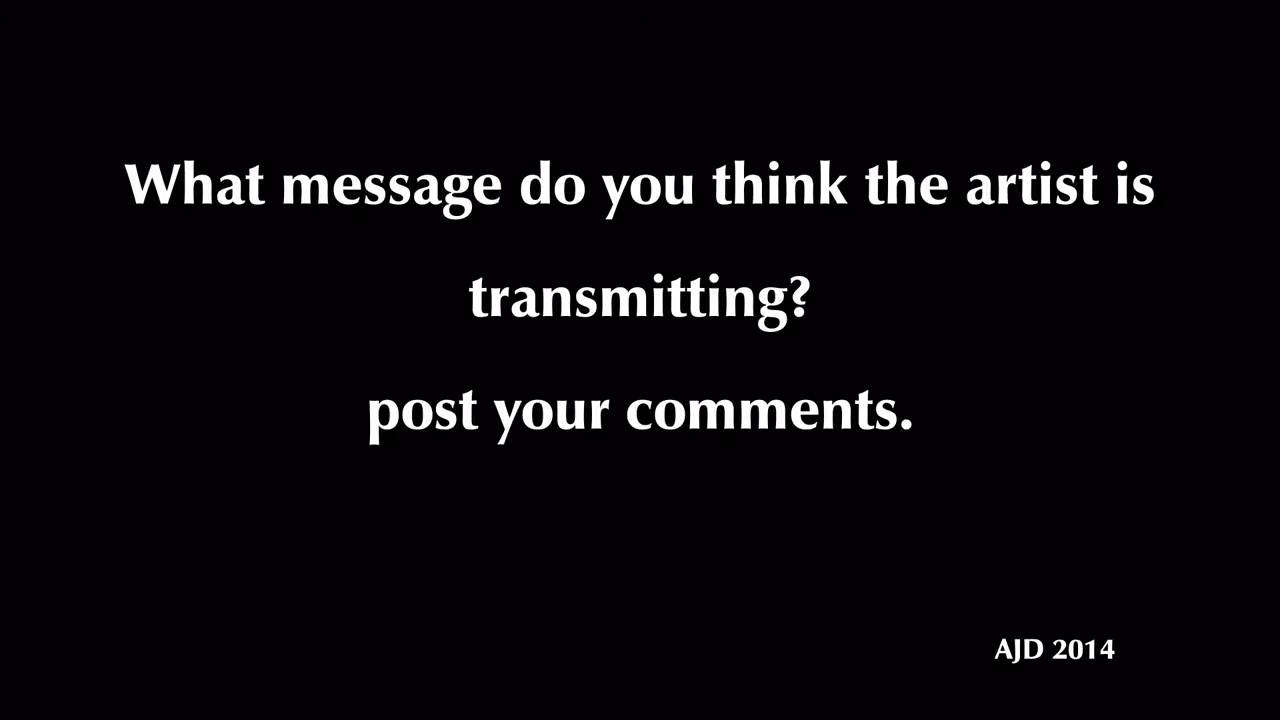 What message do you think the artist is
transmitting?
post your comments.
AJD 2014